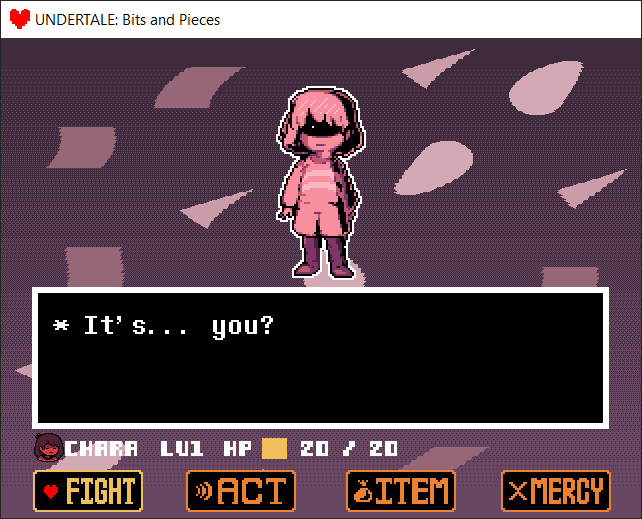 UNDERTALE: Bits and Pieces
* It's... you?
CHARA LV1 HP 20 / 20
FIGHT ACT ITEM MERCY